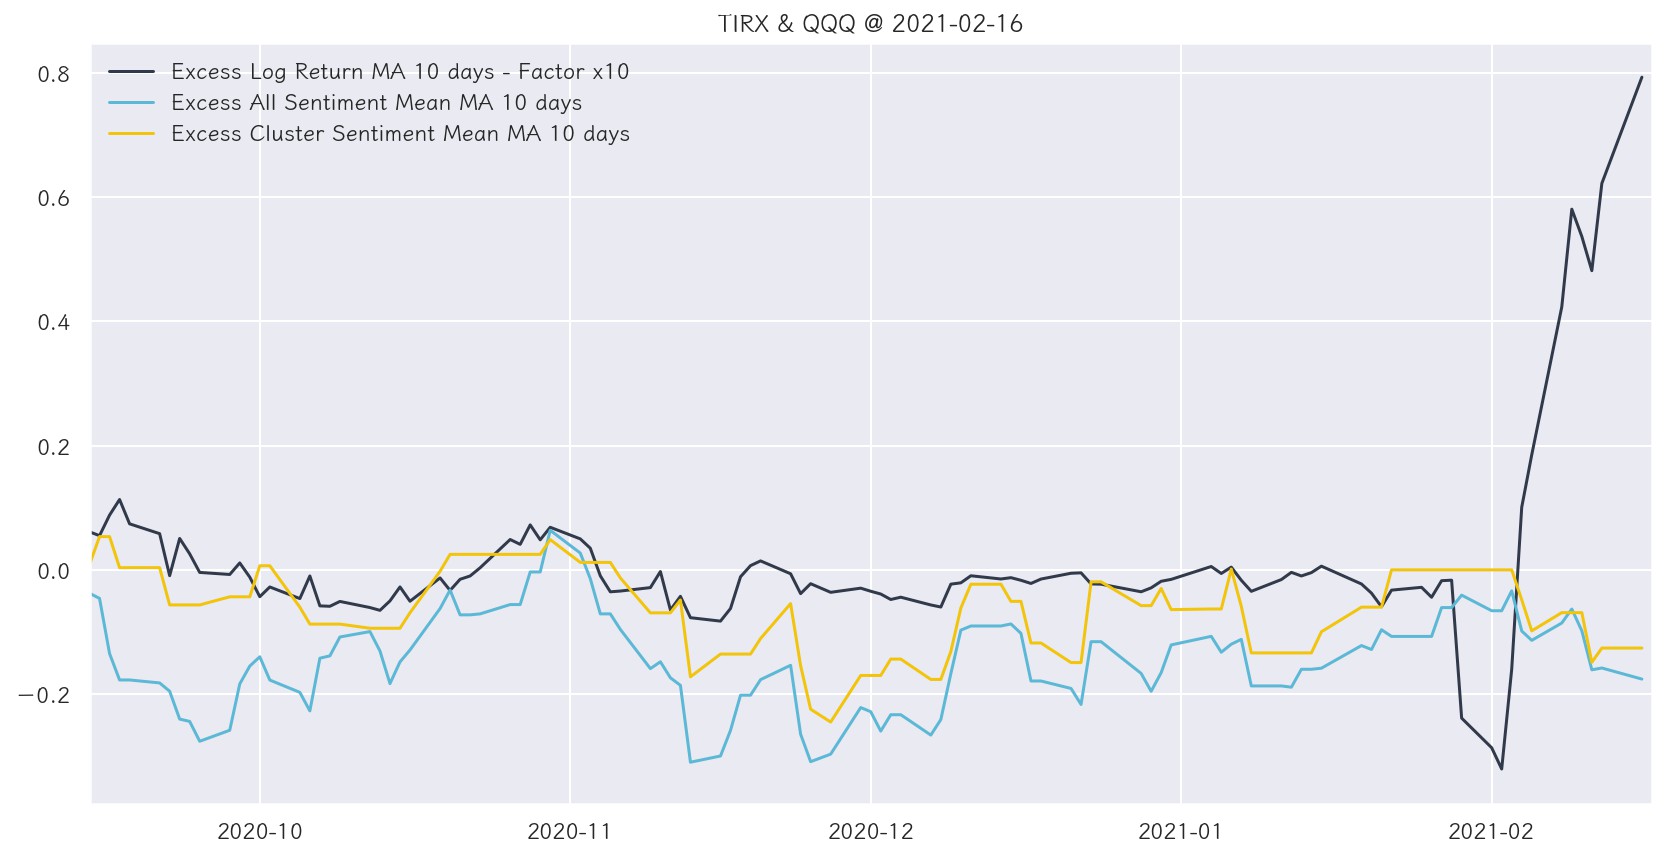 TIRX & QQQ @ 2021-02-16
Excess Log Return MA 10 days - Factor x10
Excess All Sentiment Mean MA 10 days
Excess Cluster Sentiment Mean MA 10 days
0.8
0.6
0.4
0.2
0.0
−0.2
2020-10 2020-11 2020-12 2021-01 2021-02